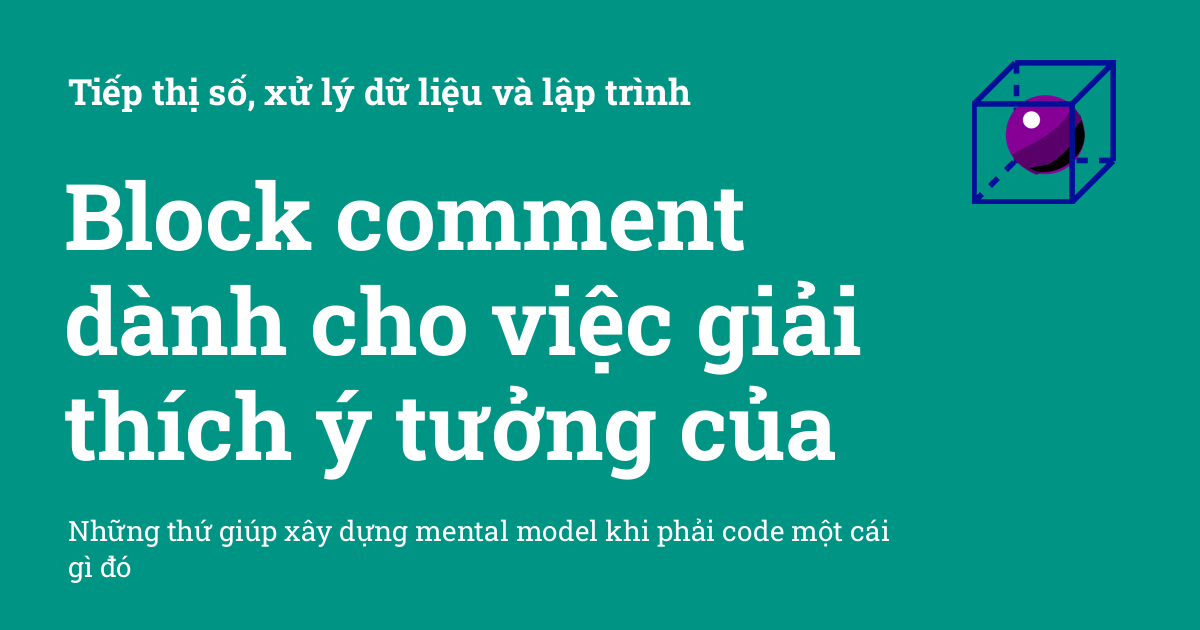 Tiếp thị số, xử lý dữ liệu và lập trình
Block comment
dành cho việc giải
thích ý tưởng của
Những thứ giúp xây dựng mental model khi phải code một cái
gì đó